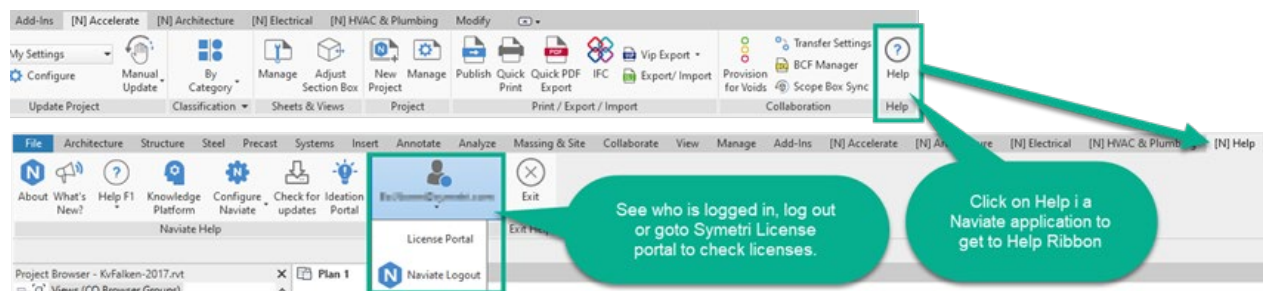 Add-Ins [N] Accelerate [N] Architecture [N] Electrical [N] HVAC & Plumbing Modify
My Settings
Configure
Manual Update
By Category
Manage
Adjust Section Box
New Project
Manage
Publish
Quick Print
Quick PDF Export
IFC
Vip Export
Export/ Import
Provision for Voids
Transfer Settings
BCF Manager
Scope Box Sync
Help
Update Project Classification Sheets & Views Project Print / Export / Import Collaboration Help
File Architecture Structure Steel Precast Systems Insert Annotate Analyze Massing & Site Collaborate View Manage Add-Ins [N] Accelerate [N] Electrical [N] HVAC & Plumbing [N] Help
About
What's New?
Help F1
Knowledge Platform
Configure Naviate
Check for updates
Ideation Portal
Exit
Naviate Help
License Portal
Naviate Logout
See who is logged in, log out
or goto Symetri License
portal to check licenses.
Click on Help i a
Naviate application to
get to Help Ribbon
Project Browser - KvFalken-2017.rvt X Plan 1
Views (CQ Browser Groups)